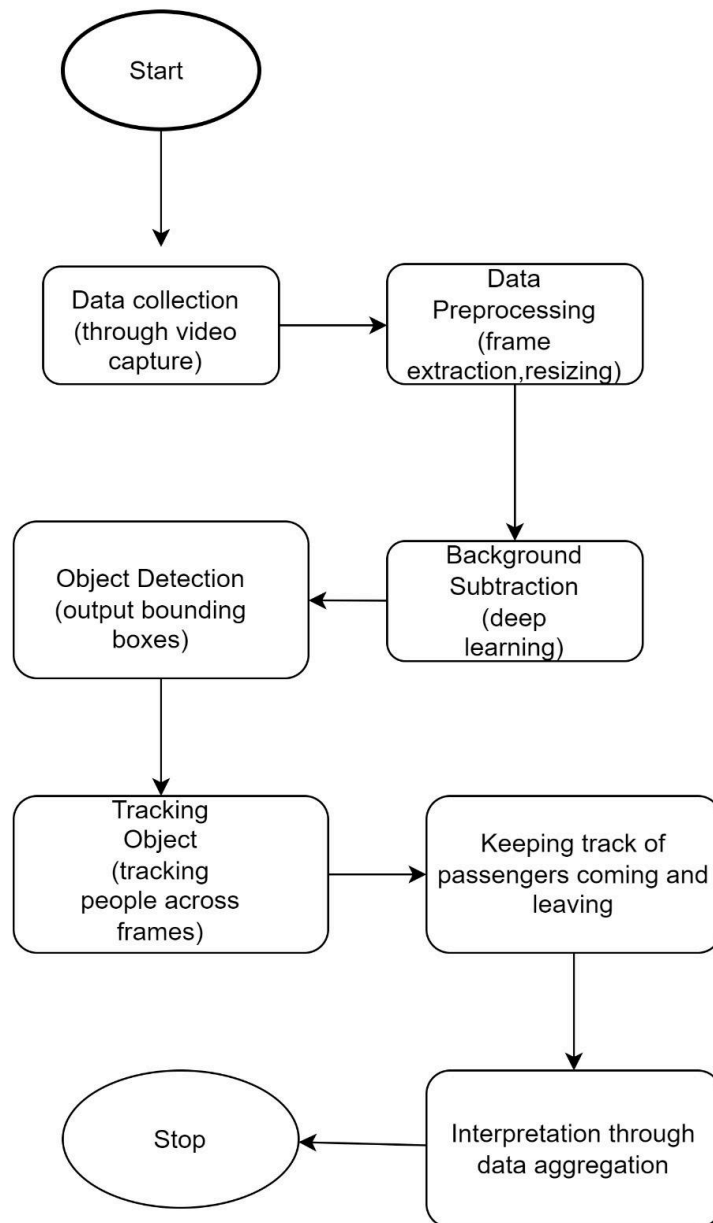 Start
Data collection
(through video
capture)
Data
Preprocessing
(frame
extraction,resizing)
Background
Subtraction
(deep
learning)
Object Detection
(output bounding
boxes)
Tracking
Object
(tracking
people across
frames)
Keeping track of
passengers coming and
leaving
Interpretation through
data aggregation
Stop